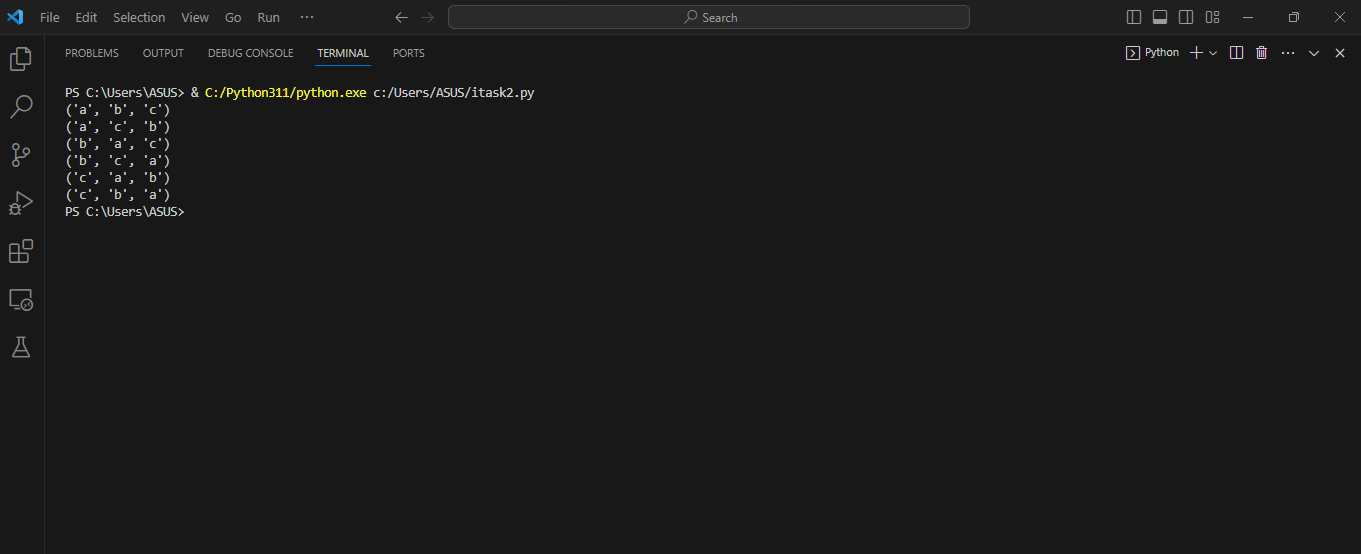 File Edit Selection View Go Run ··· Search
PROBLEMS OUTPUT DEBUG CONSOLE TERMINAL PORTS Python
PS C:\Users\ASUS> & C:/Python311/python.exe c:/Users/ASUS/itask2.py
('a', 'b', 'c')
('a', 'c', 'b')
('b', 'a', 'c')
('b', 'c', 'a')
('c', 'a', 'b')
('c', 'b', 'a')
PS C:\Users\ASUS>